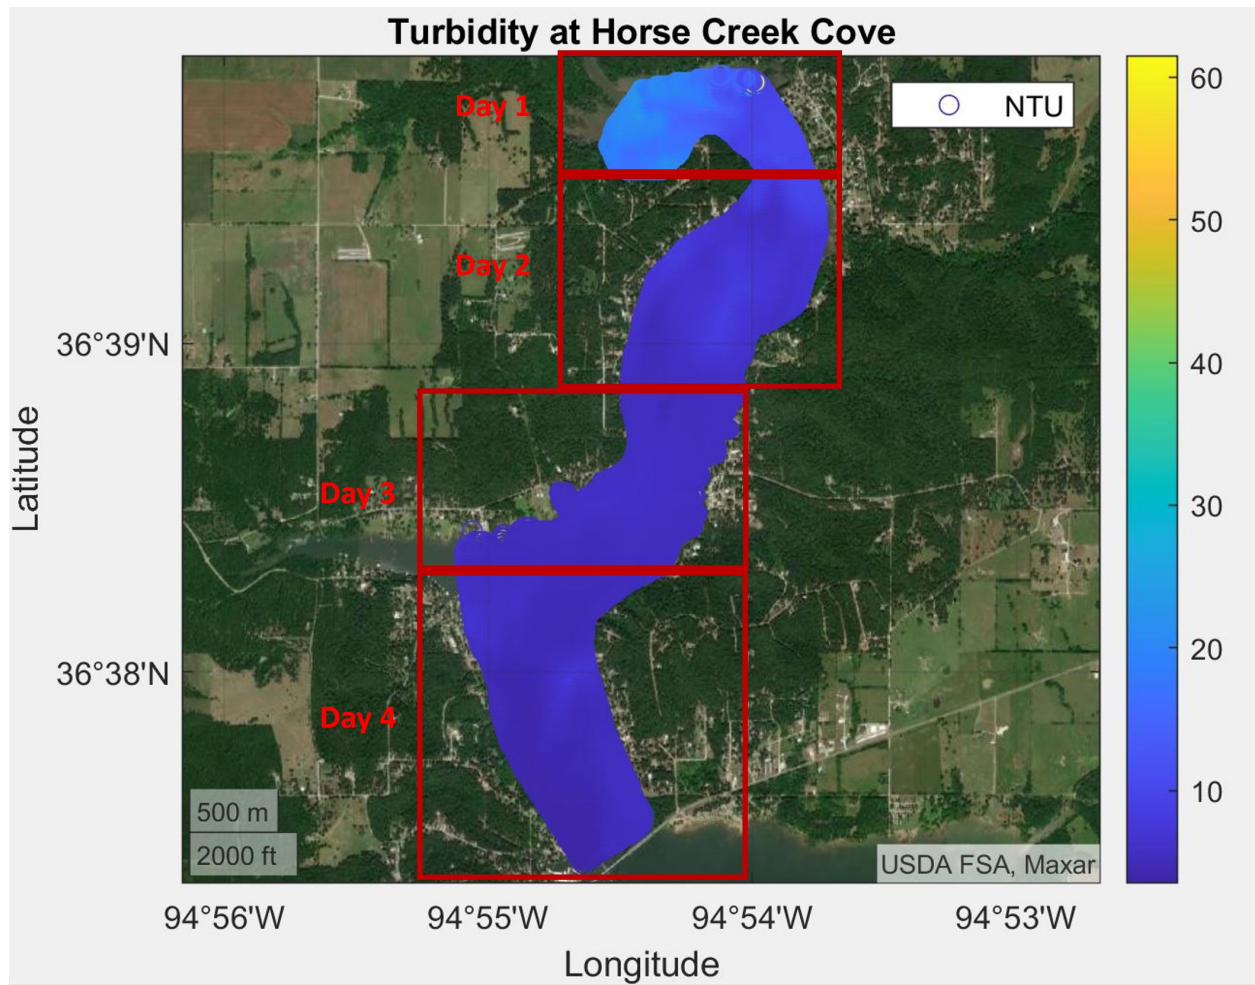 Turbidity at Horse Creek Cove
Day 1
NTU
60
50
Day 2
36°39'N
40
Latitude
Day 3
30
20
36°38'N
Day 4
10
500 m
2000 ft
USDA FSA, Maxar
94°56'W
94°55'W
94°54'W
94°53'W
Longitude